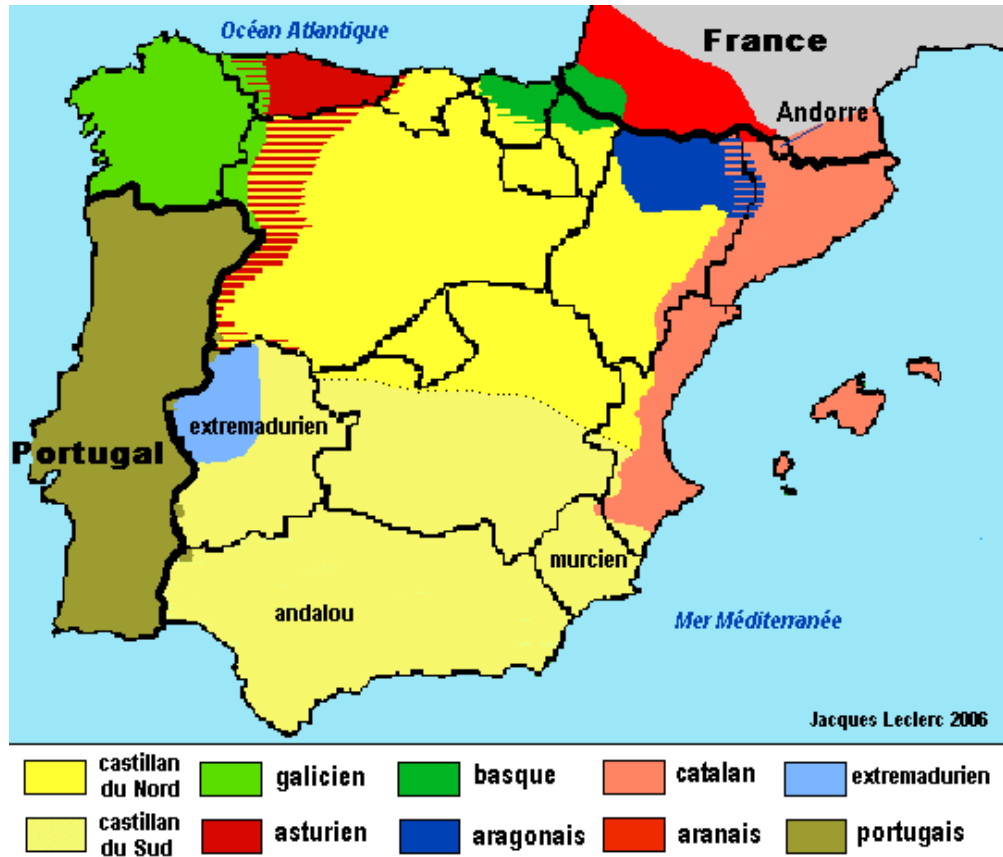 Océan Atlantique
France
Andorre
extremadurien
Portugal
murcien
andalou
Mer Méditerranée
Jacques Leclerc 2006
castillan
du Nord
galicien
basque
catalan
extremadurien
castillan
du Sud
asturien
aragonais
aranais
portugais